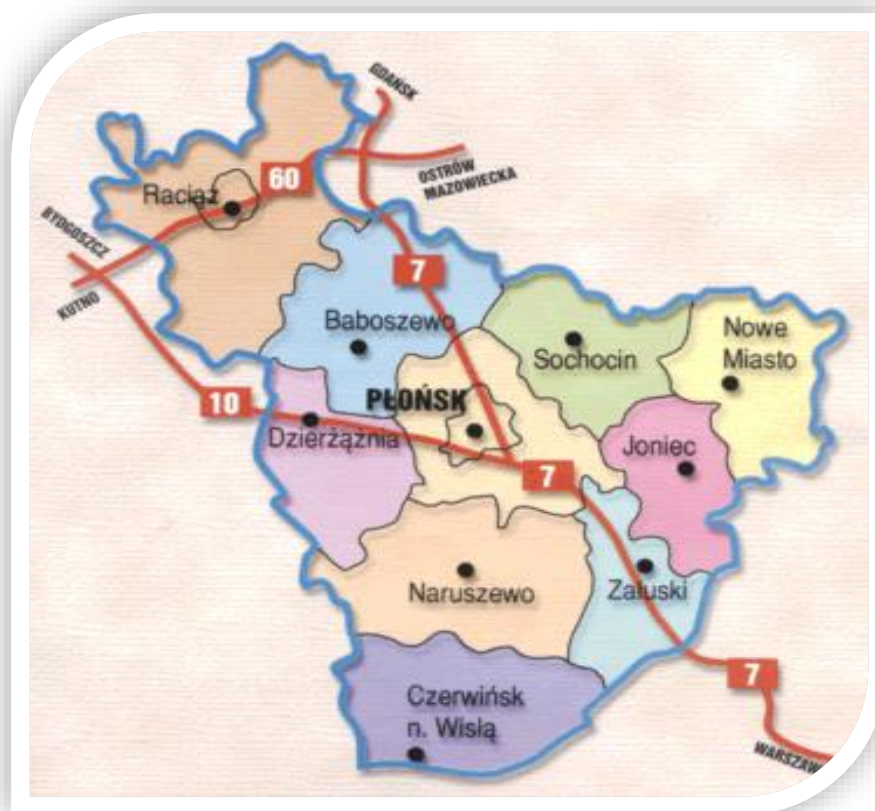 GDAŃSK
OSTRÓW
MAZOWIECKA
60
Raciąż
BYDGOSZCZ
KUTNO
7
Baboszewo
Sochocin
Nowe
Miasto
10
PŁOŃSK
Dzierżążnia
Joniec
7
Naruszewo
Załuski
7
Czerwińsk
n. Wisłą
WARSZAWA